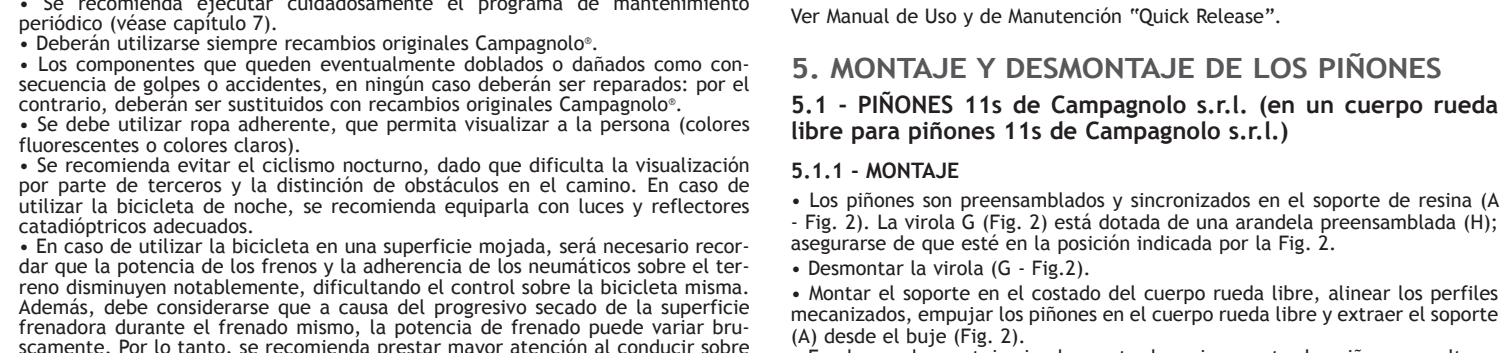 • Se recomienda ejecutar cuidadosamente el programa de mantenimiento
periódico (véase capítulo 7).
• Deberán utilizarse siempre recambios originales Campagnolo®.
• Los componentes que queden eventualmente doblados o dañados como con-
secuencia de golpes o accidentes, en ningún caso deberán ser reparados: por el
contrario, deberán ser sustituidos con recambios originales Campagnolo®.
• Se debe utilizar ropa adherente, que permita visualizar a la persona (colores
fluorescentes o colores claros).
• Se recomienda evitar el ciclismo nocturno, dado que dificulta la visualización
por parte de terceros y la distinción de obstáculos en el camino. En caso de
utilizar la bicicleta de noche, se recomienda equiparla con luces y reflectores
catadióptricos adecuados.
• En caso de utilizar la bicicleta en una superficie mojada, será necesario recor-
dar que la potencia de los frenos y la adherencia de los neumáticos sobre el ter-
reno disminuyen notablemente, dificultando el control sobre la bicicleta misma.
Además, debe considerarse que a causa del progresivo secado de la superficie
frenadora durante el frenado mismo, la potencia de frenado puede variar bru-
scamente. Por lo tanto, se recomienda prestar mayor atención al conducir sobre
Ver Manual de Uso y de Manutención “Quick Release”.
5. MONTAJE Y DESMONTAJE DE LOS PIÑONES
5.1 - PIÑONES 11s de Campagnolo s.r.l. (en un cuerpo rueda
libre para piñones 11s de Campagnolo s.r.l.)
5.1.1 - MONTAJE
• Los piñones son preensamblados y sincronizados en el soporte de resina (A
- Fig. 2). La virola G (Fig. 2) está dotada de una arandela preensamblada (H);
asegurarse de que esté en la posición indicada por la Fig. 2.
• Desmontar la virola (G - Fig.2).
• Montar el soporte en el costado del cuerpo rueda libre, alinear los perfiles
mecanizados, empujar los piñones en el cuerpo rueda libre y extraer el soporte
(A) desde el buje (Fig. 2).